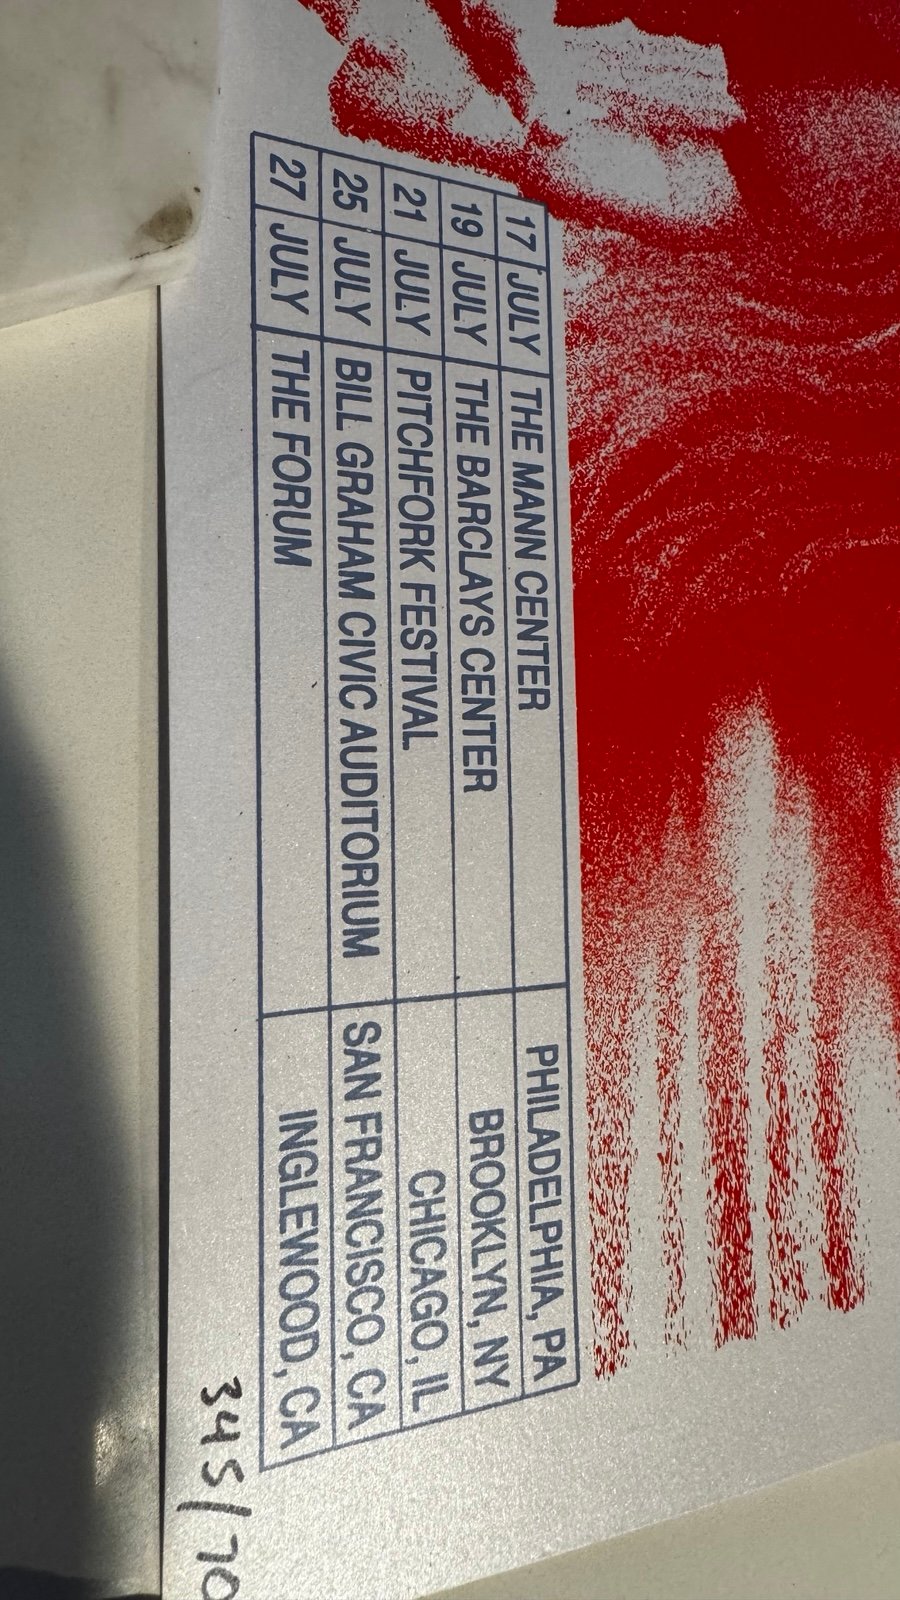 17 JULY THE MANN CENTER PHILADELPHIA, PA
19 JULY THE BARCLAYS CENTER BROOKLYN, NY
21 JULY PITCHFORK FESTIVAL CHICAGO, IL
25 JULY BILL GRAHAM CIVIC AUDITORIUM SAN FRANCISCO, CA
27 JULY THE FORUM INGLEWOOD, CA
345/70